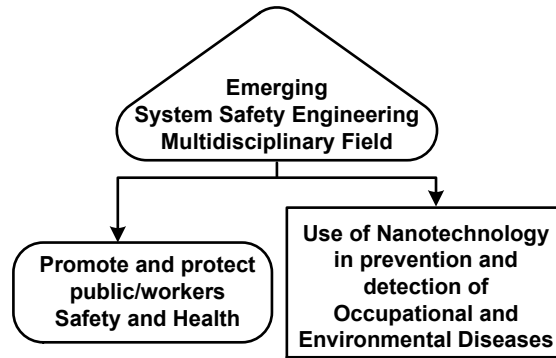 Emerging
System Safety Engineering
Multidisciplinary Field
Promote and protect
public/workers
Safety and Health
Use of Nanotechnology
in prevention and
detection of
Occupational and
Environmental Diseases